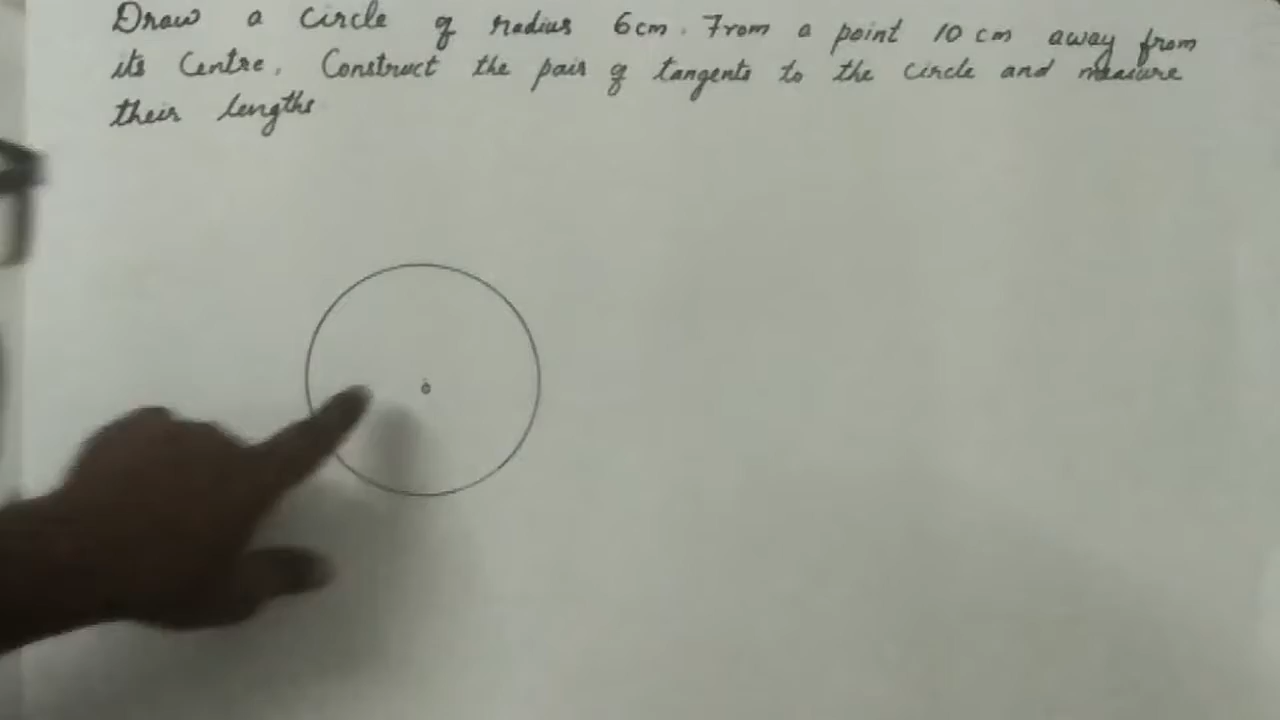 Draw a circle of radius 6cm. From a point 10 cm away from
its Centre, Construct the pair of tangents to the circle and measure
their lengths
o